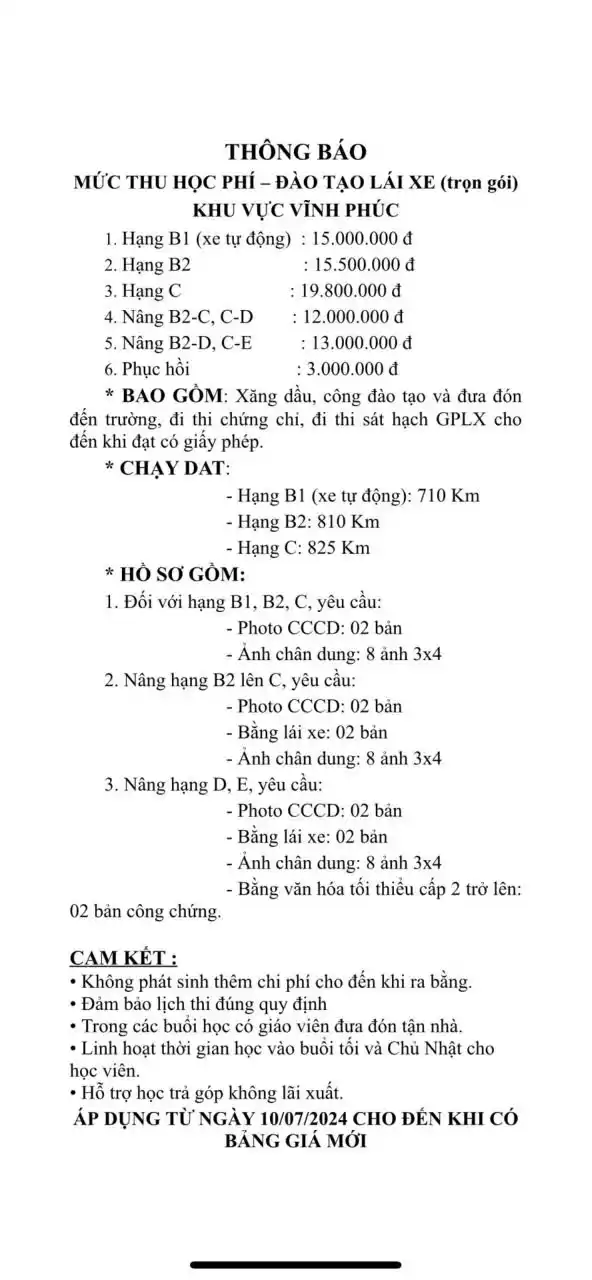 THÔNG BÁO
MỨC THU HỌC PHÍ – ĐÀO TẠO LÁI XE (trọn gói)
KHU VỰC VĨNH PHÚC
1. Hạng B1 (xe tự động) : 15.000.000 đ
2. Hạng B2 : 15.500.000 đ
3. Hạng C : 19.800.000 đ
4. Nâng B2-C, C-D : 12.000.000 đ
5. Nâng B2-D, C-E : 13.000.000 đ
6. Phục hồi : 3.000.000 đ
* BAO GỒM: Xăng dầu, công đào tạo và đưa đón
đến trường, đi thi chứng chỉ, đi thi sát hạch GPLX cho
đến khi đạt có giấy phép.
* CHẠY DAT:
- Hạng B1 (xe tự động): 710 Km
- Hạng B2: 810 Km
- Hạng C: 825 Km
* HỒ SƠ GỒM:
1. Đối với hạng B1, B2, C, yêu cầu:
- Photo CCCD: 02 bản
- Ảnh chân dung: 8 ảnh 3x4
2. Nâng hạng B2 lên C, yêu cầu:
- Photo CCCD: 02 bản
- Bằng lái xe: 02 bản
- Ảnh chân dung: 8 ảnh 3x4
3. Nâng hạng D, E, yêu cầu:
- Photo CCCD: 02 bản
- Bằng lái xe: 02 bản
- Ảnh chân dung: 8 ảnh 3x4
- Bằng văn hóa tối thiểu cấp 2 trở lên:
02 bản công chứng.
CAM KẾT :
• Không phát sinh thêm chi phí cho đến khi ra bằng.
• Đảm bảo lịch thi đúng quy định
• Trong các buổi học có giáo viên đưa đón tận nhà.
• Linh hoạt thời gian học vào buổi tối và Chủ Nhật cho
học viên.
• Hỗ trợ học trả góp không lãi xuất.
ÁP DỤNG TỪ NGÀY 10/07/2024 CHO ĐẾN KHI CÓ
BẢNG GIÁ MỚI